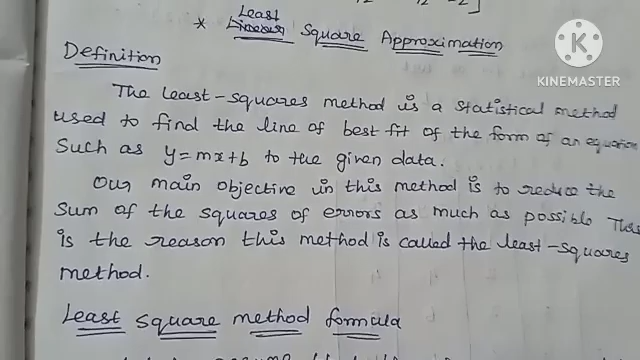 * Least Square Approximation
KINEMASTER
Definition
The Least-squares method is a statistical method
used to find the line of best fit of the form of an equation
Such as y=mx+b to the given data.
Our main objective in this method is to reduce the
Sum of the squares of errors as much as possible This
is the reason this method is called the least-squares
method.
Least square method formula